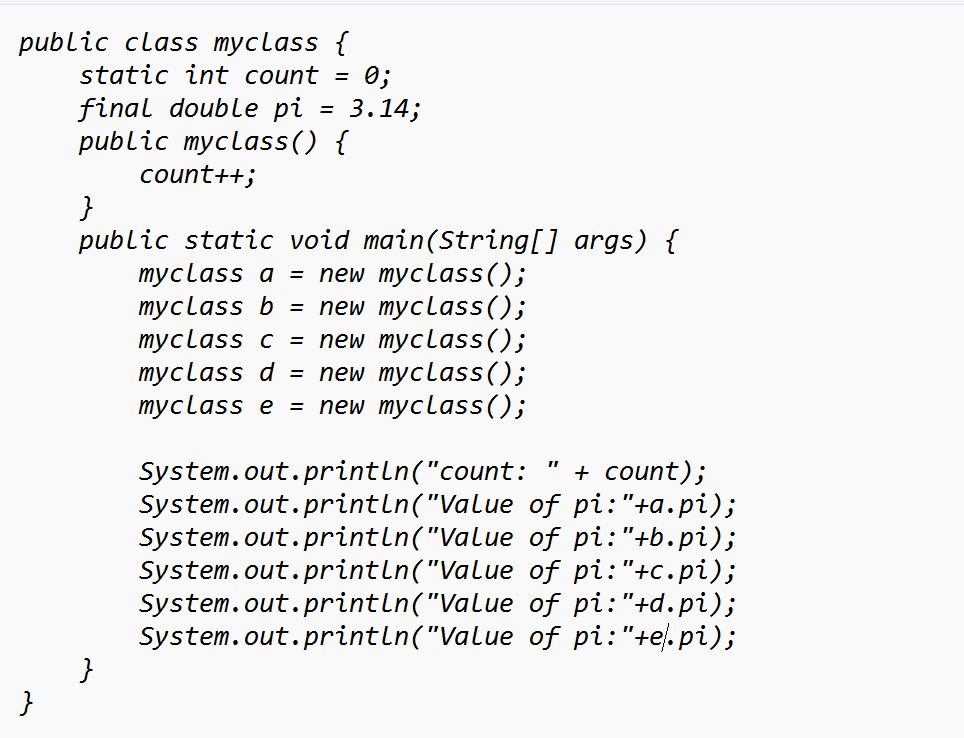 public class myclass {
static int count = 0;
final double pi = 3.14;
public myclass() {
count++;
}
public static void main(String[] args) {
myclass a = new myclass();
myclass b = new myclass();
myclass c = new myclass();
myclass d = new myclass();
myclass e = new myclass();
System.out.println("count: " + count);
System.out.println("Value of pi:"+a.pi);
System.out.println("Value of pi:"+b.pi);
System.out.println("Value of pi:"+c.pi);
System.out.println("Value of pi:"+d.pi);
System.out.println("Value of pi:"+e.pi);
}
}